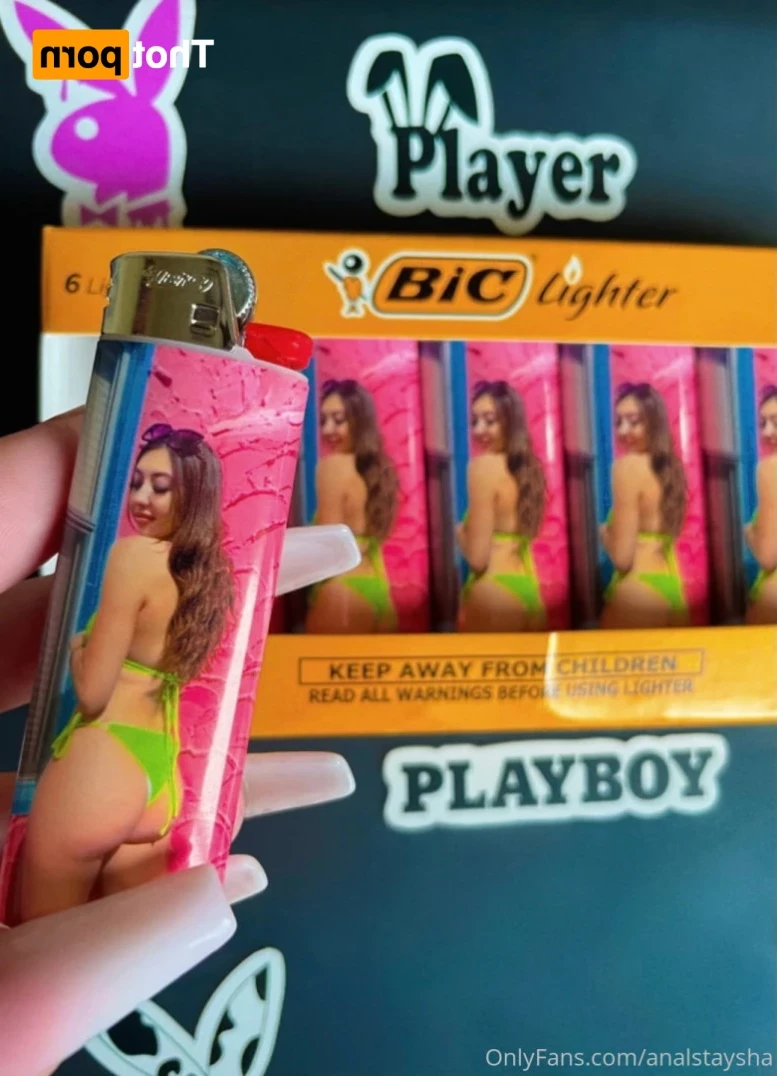 Thotporn
Player
6
BiC Lighter
KEEP AWAY FROM CHILDREN
READ ALL WARNINGS BEFORE USING LIGHTER
PLAYBOY
OnlyFans.com/analstaysha